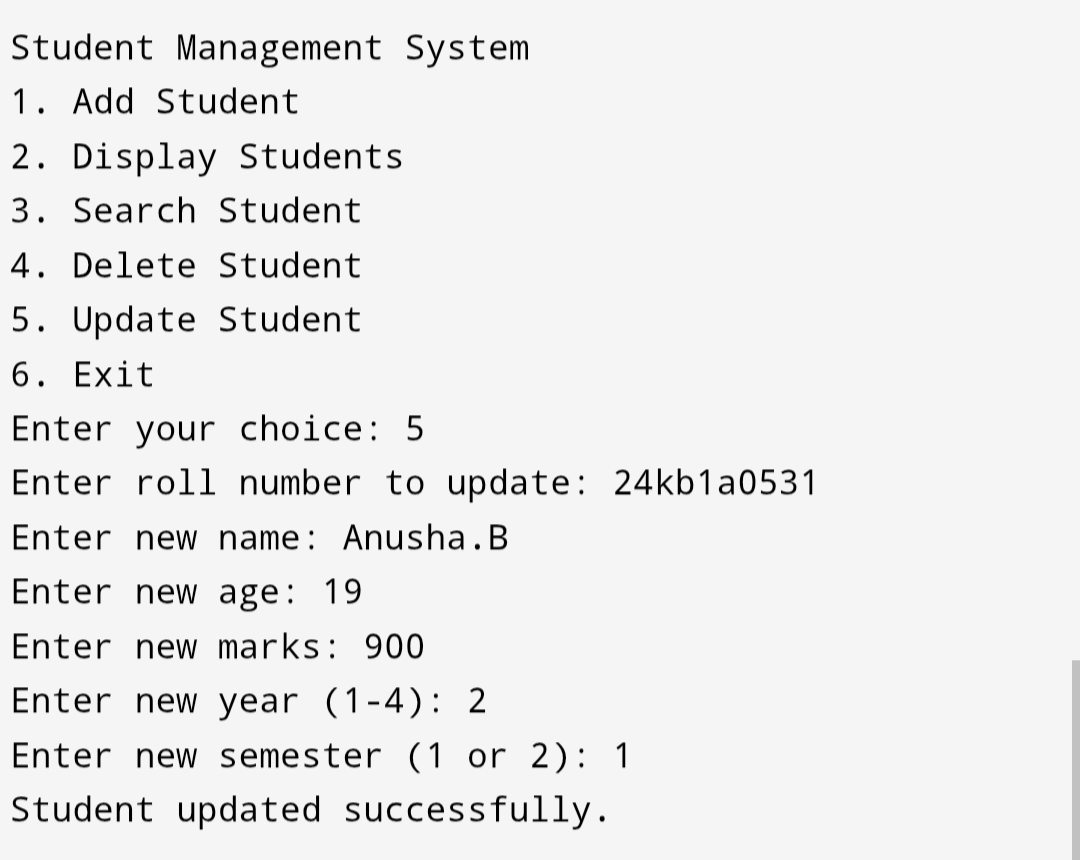 Student Management System
1. Add Student
2. Display Students
3. Search Student
4. Delete Student
5. Update Student
6. Exit
Enter your choice: 5
Enter roll number to update: 24kb1a0531
Enter new name: Anusha.B
Enter new age: 19
Enter new marks: 900
Enter new year (1-4): 2
Enter new semester (1 or 2): 1
Student updated successfully.